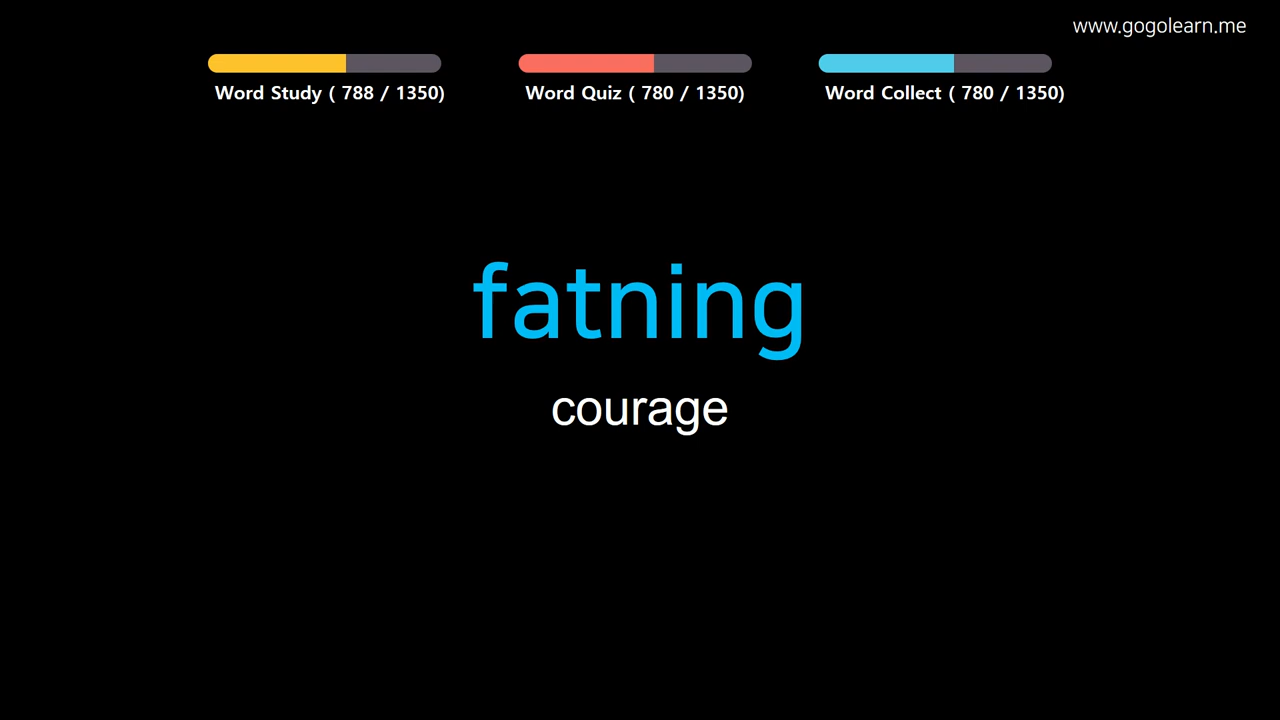 www.gogolearn.me
Word Study ( 788 / 1350)
Word Quiz ( 780 / 1350)
Word Collect ( 780 / 1350)
fatning
courage